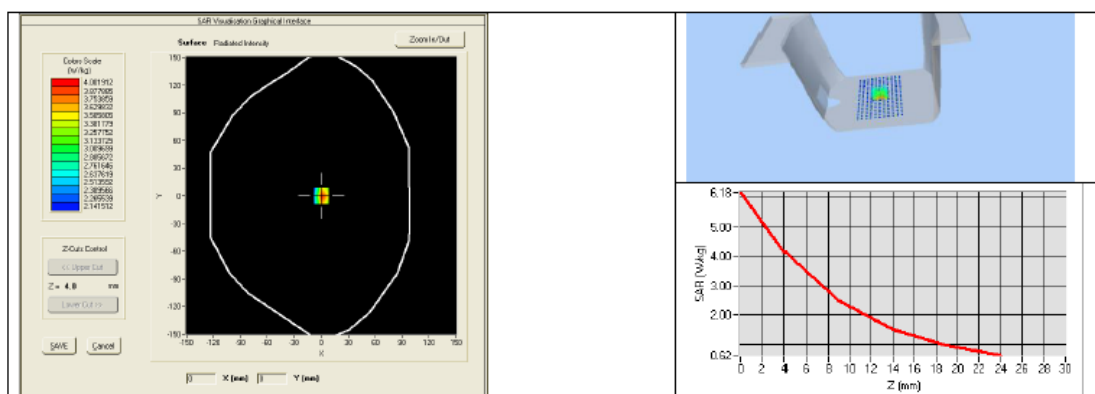 SAR Visualisation Graphical Interface
Surface Radiated Intensity
Zoom In/Out
Colors Scale
(W/kg)
4.001912
3.877885
3.753859
3.629832
3.505805
3.381779
3.257752
3.133725
3.009699
2.885672
2.761646
2.637619
2.513592
2.389566
2.265539
2.141512
150
120
90
60
30
0
-30
-60
-90
-120
-150
Y
-150 -120 -90 -60 -30 0 30 60 90 120 150
X
Z-Cuts Control
<< Upper Cut
Z = 4.0 mm
Lower Cut >>
SAVE Cancel
0 X (mm) Y (mm)
6.18
5.00
4.00
3.00
2.00
0.62
SAR (W/kg)
0 2 4 6 8 10 12 14 16 18 20 22 24 26 28 30
Z (mm)